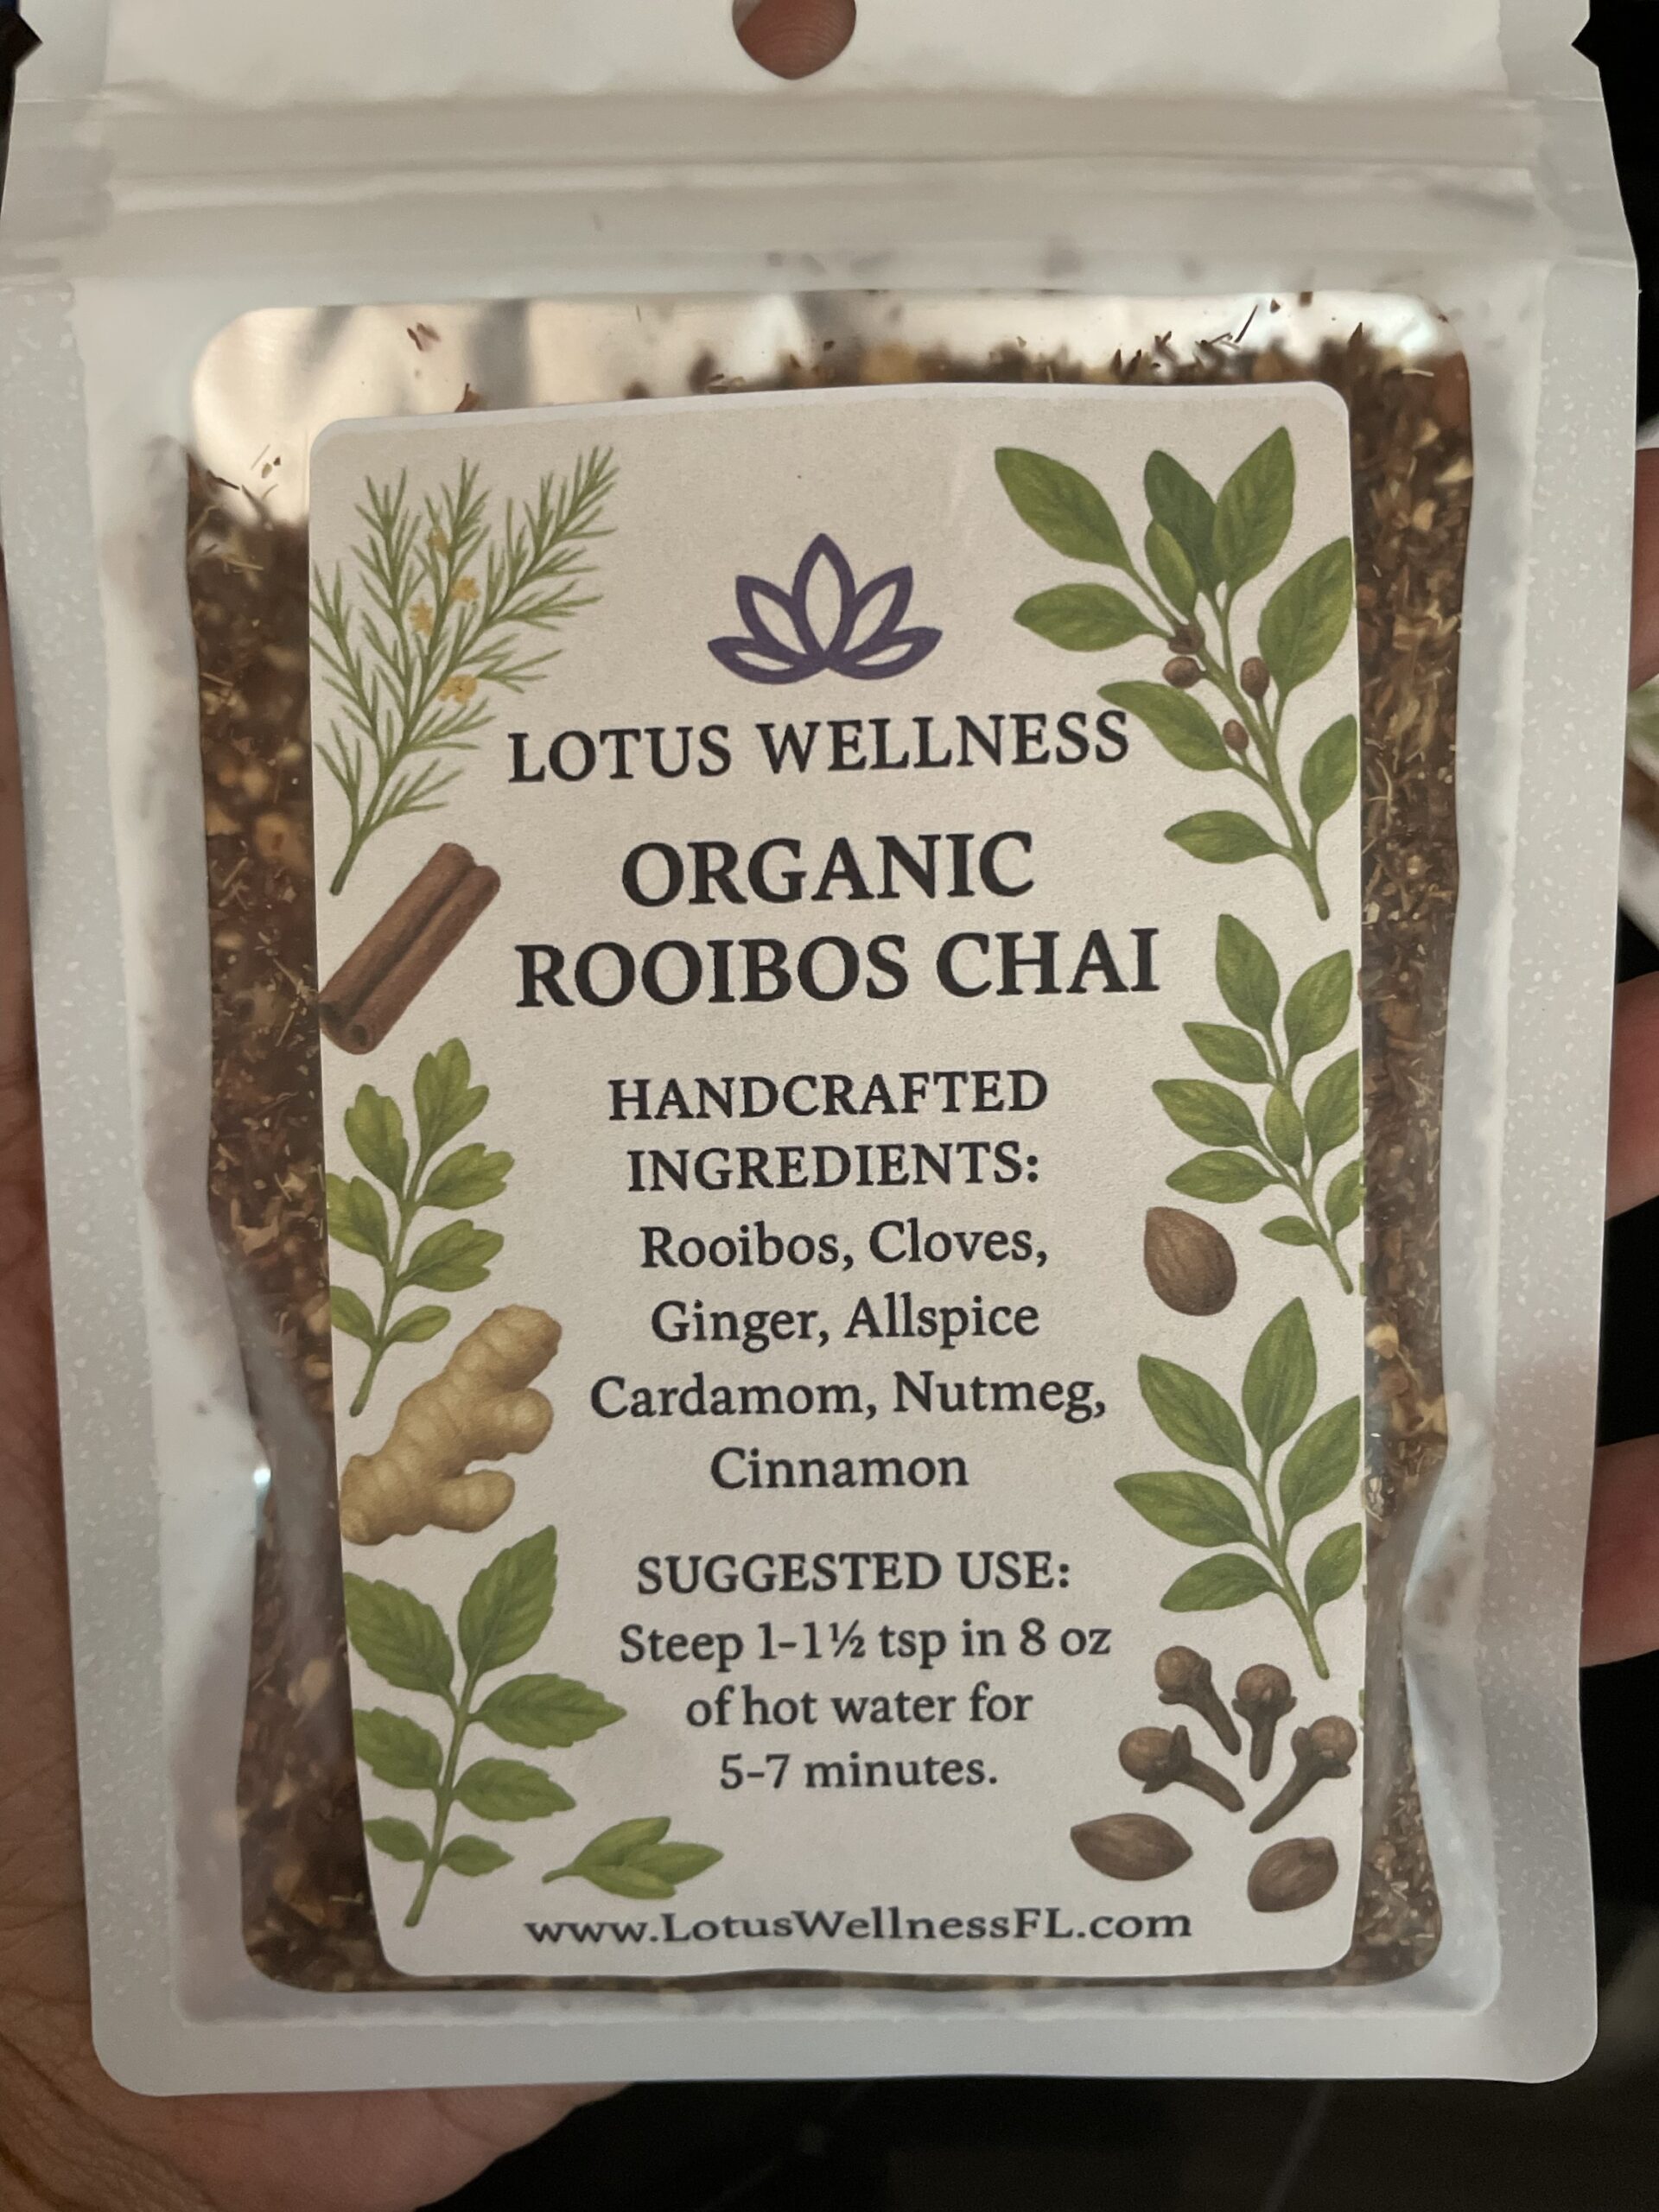 LOTUS WELLNESS
ORGANIC
ROOIBOS CHAI
HANDCRAFTED
INGREDIENTS:
Rooibos, Cloves,
Ginger, Allspice
Cardamom, Nutmeg,
Cinnamon
SUGGESTED USE:
Steep 1-1½ tsp in 8 oz
of hot water for
5-7 minutes.
www.LotusWellnessFL.com